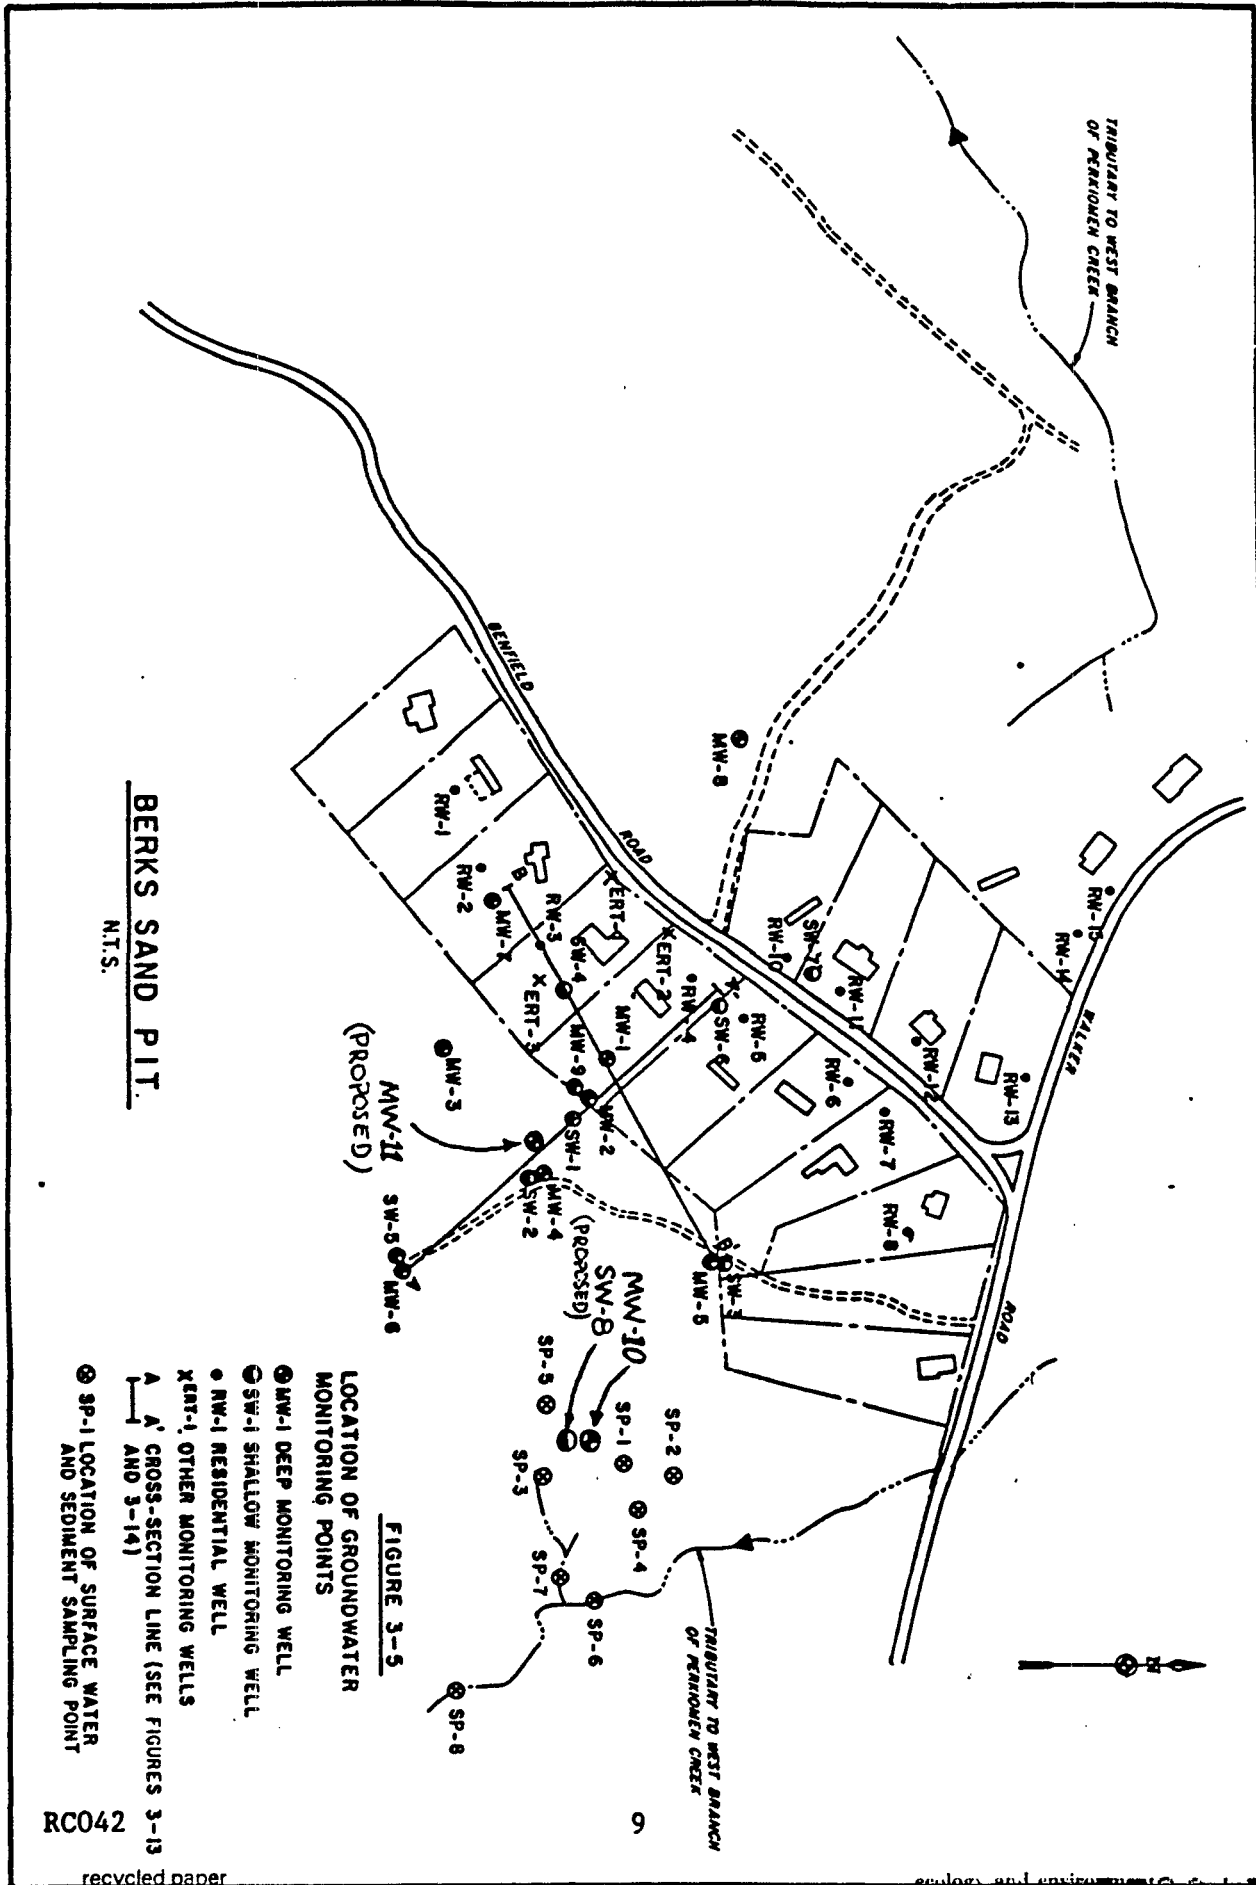 TRIBUTARY TO WEST BRANCH
OF PERKIOMEN CREEK
BENFIELD
ROAD
WALKER
ROAD
MW-8
RW-15
RW-14
RW-13
RW-12
RW-11
SW-7
RW-10
RW-1
RW-2
MW-7
B
RW-3
ERT-1
SW-4
ERT-2
ERT-3
MW-1
RW-4
SW-6
RW-5
RW-6
RW-7
RW-8
MW-9
MW-2
SW-1
MW-3
MW-11
(PROPOSED)
MW-4
SW-2
SW-5
MW-6
A
B'
SW-3
MW-5
MW-10
SW-8
(PROPOSED)
SP-5
SP-1
SP-2
SP-3
SP-4
SP-7
SP-6
SP-8
TRIBUTARY TO WEST BRANCH
OF PERKIOMEN CREEK
N
BERKS SAND PIT
N.T.S.
FIGURE 3-5
LOCATION OF GROUNDWATER
MONITORING POINTS
MW-1 DEEP MONITORING WELL
SW-1 SHALLOW MONITORING WELL
RW-1 RESIDENTIAL WELL
ERT-1, OTHER MONITORING WELLS
A A' CROSS-SECTION LINE (SEE FIGURES 3-13
AND 3-14)
SP-1 LOCATION OF SURFACE WATER
AND SEDIMENT SAMPLING POINT
RC042
9
recycled paper
ecology and environment